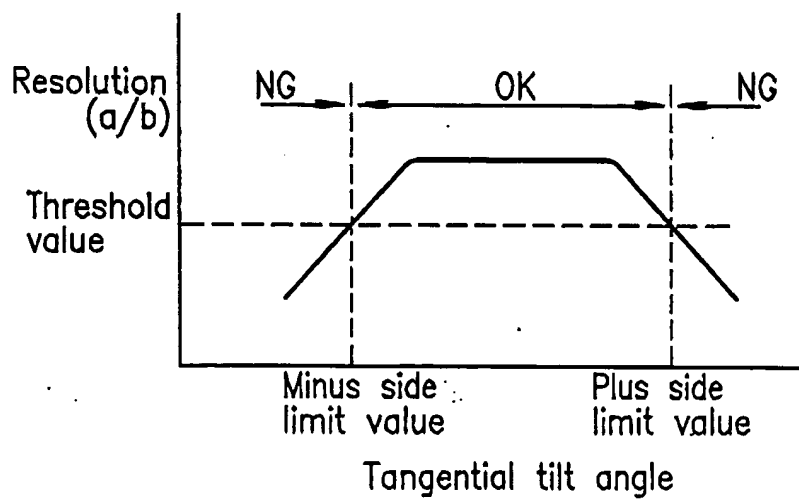 Resolution
(a/b)
NG
OK
NG
Threshold
value
Minus side
limit value
Plus side
limit value
Tangential tilt angle